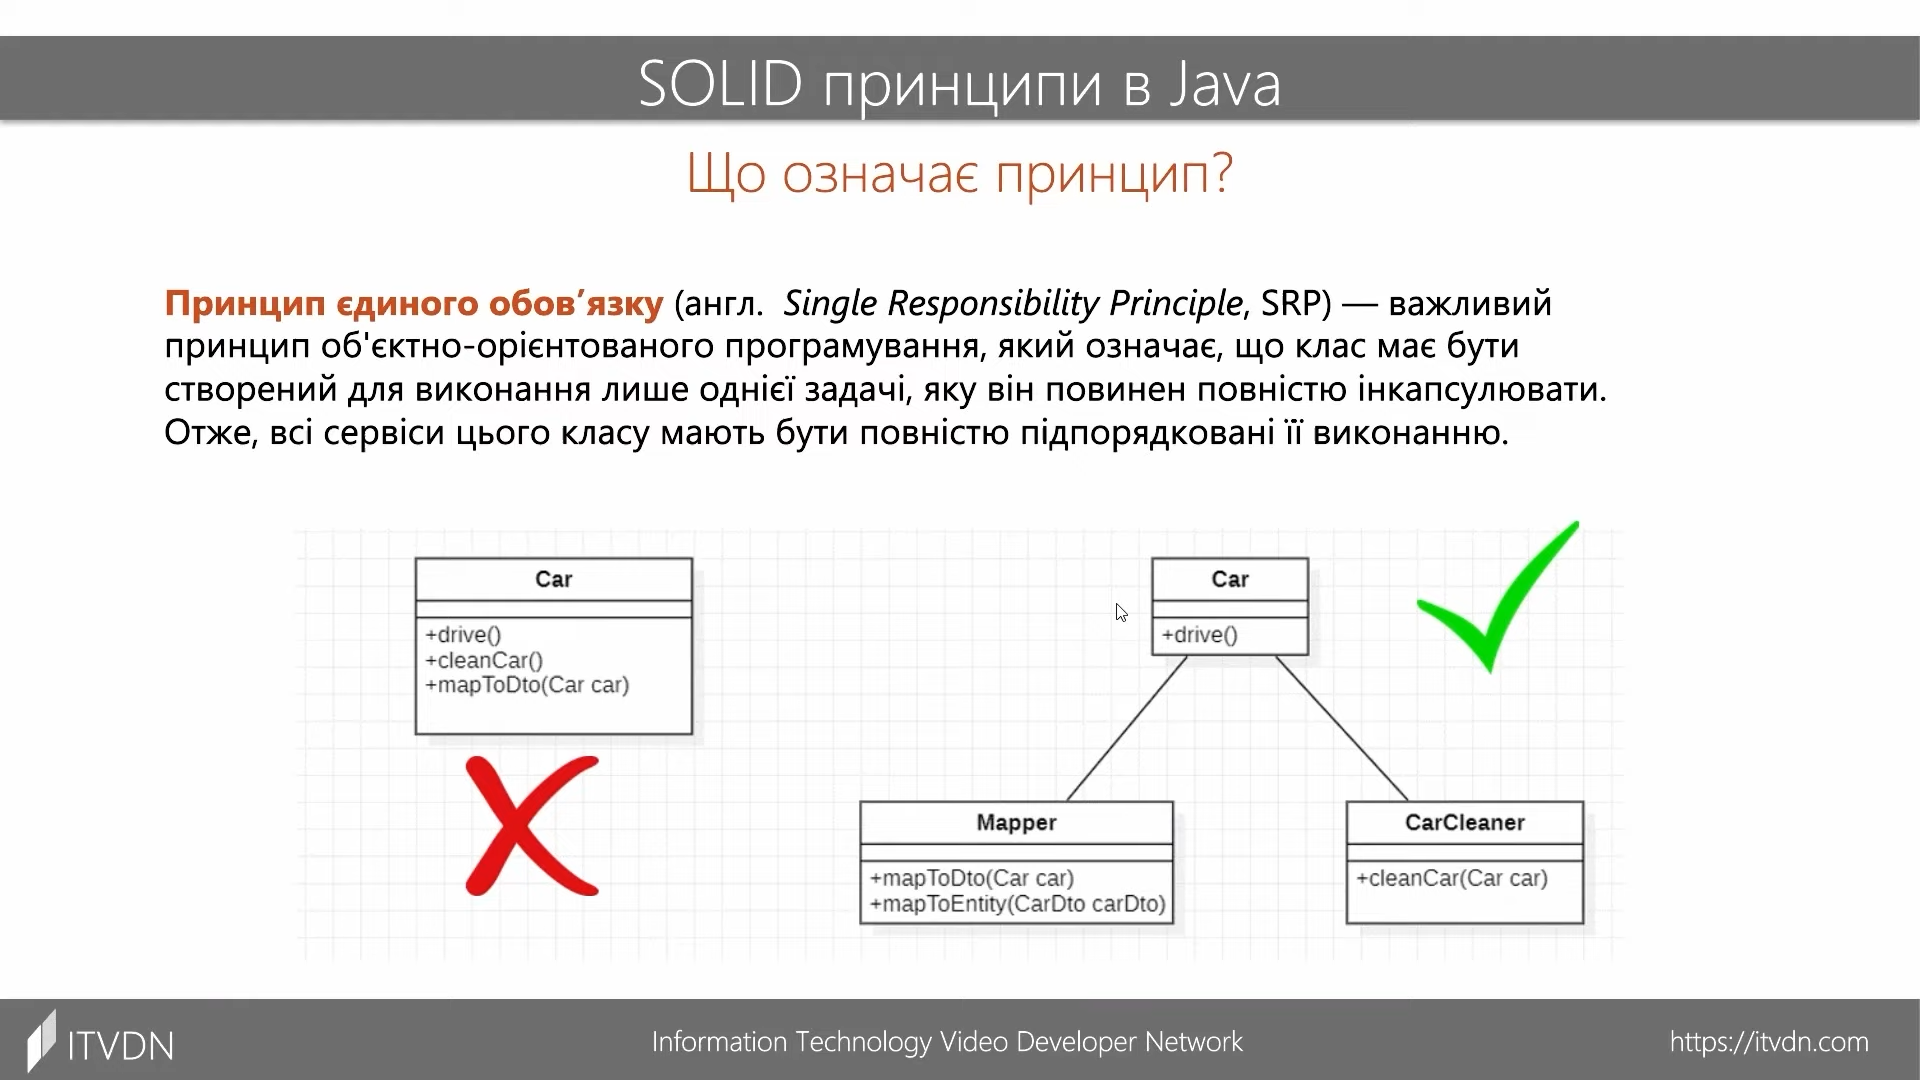 SOLID принципи в Java
Що означає принцип?
Принцип єдиного обов’язку (англ.  Single Responsibility Principle, SRP) — важливий
принцип об'єктно-орієнтованого програмування, який означає, що клас має бути
створений для виконання лише однієї задачі, яку він повинен повністю інкапсулювати.
Отже, всі сервіси цього класу мають бути повністю підпорядковані її виконанню.
Car
+drive()
+cleanCar()
+mapToDto(Car car)
Car
+drive()
Mapper
+mapToDto(Car car)
+mapToEntity(CarDto carDto)
CarCleaner
+cleanCar(Car car)
ITVDN
Information Technology Video Developer Network
https://itvdn.com